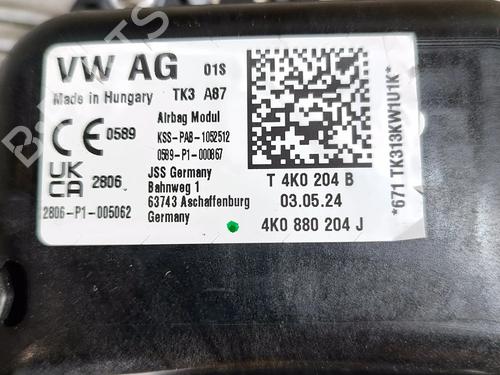 VW AG 01S
Made in Hungary TK3 A87
CE 0589
Airbag Modul
KSS-PAB-1052512
0589-P1-000867
UK
CA 2806
JSS Germany
Bahnweg 1
63743 Aschaffenburg
Germany
2806-P1-005062
T 4K0 204 B
03.05.24
4K0 880 204 J
*671 TK313KW1U1K*